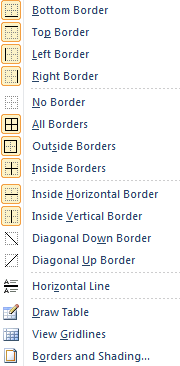 Bottom Border
Top Border
Left Border
Right Border
No Border
All Borders
Outside Borders
Inside Borders
Inside Horizontal Border
Inside Vertical Border
Diagonal Down Border
Diagonal Up Border
Horizontal Line
Draw Table
View Gridlines
Borders and Shading...